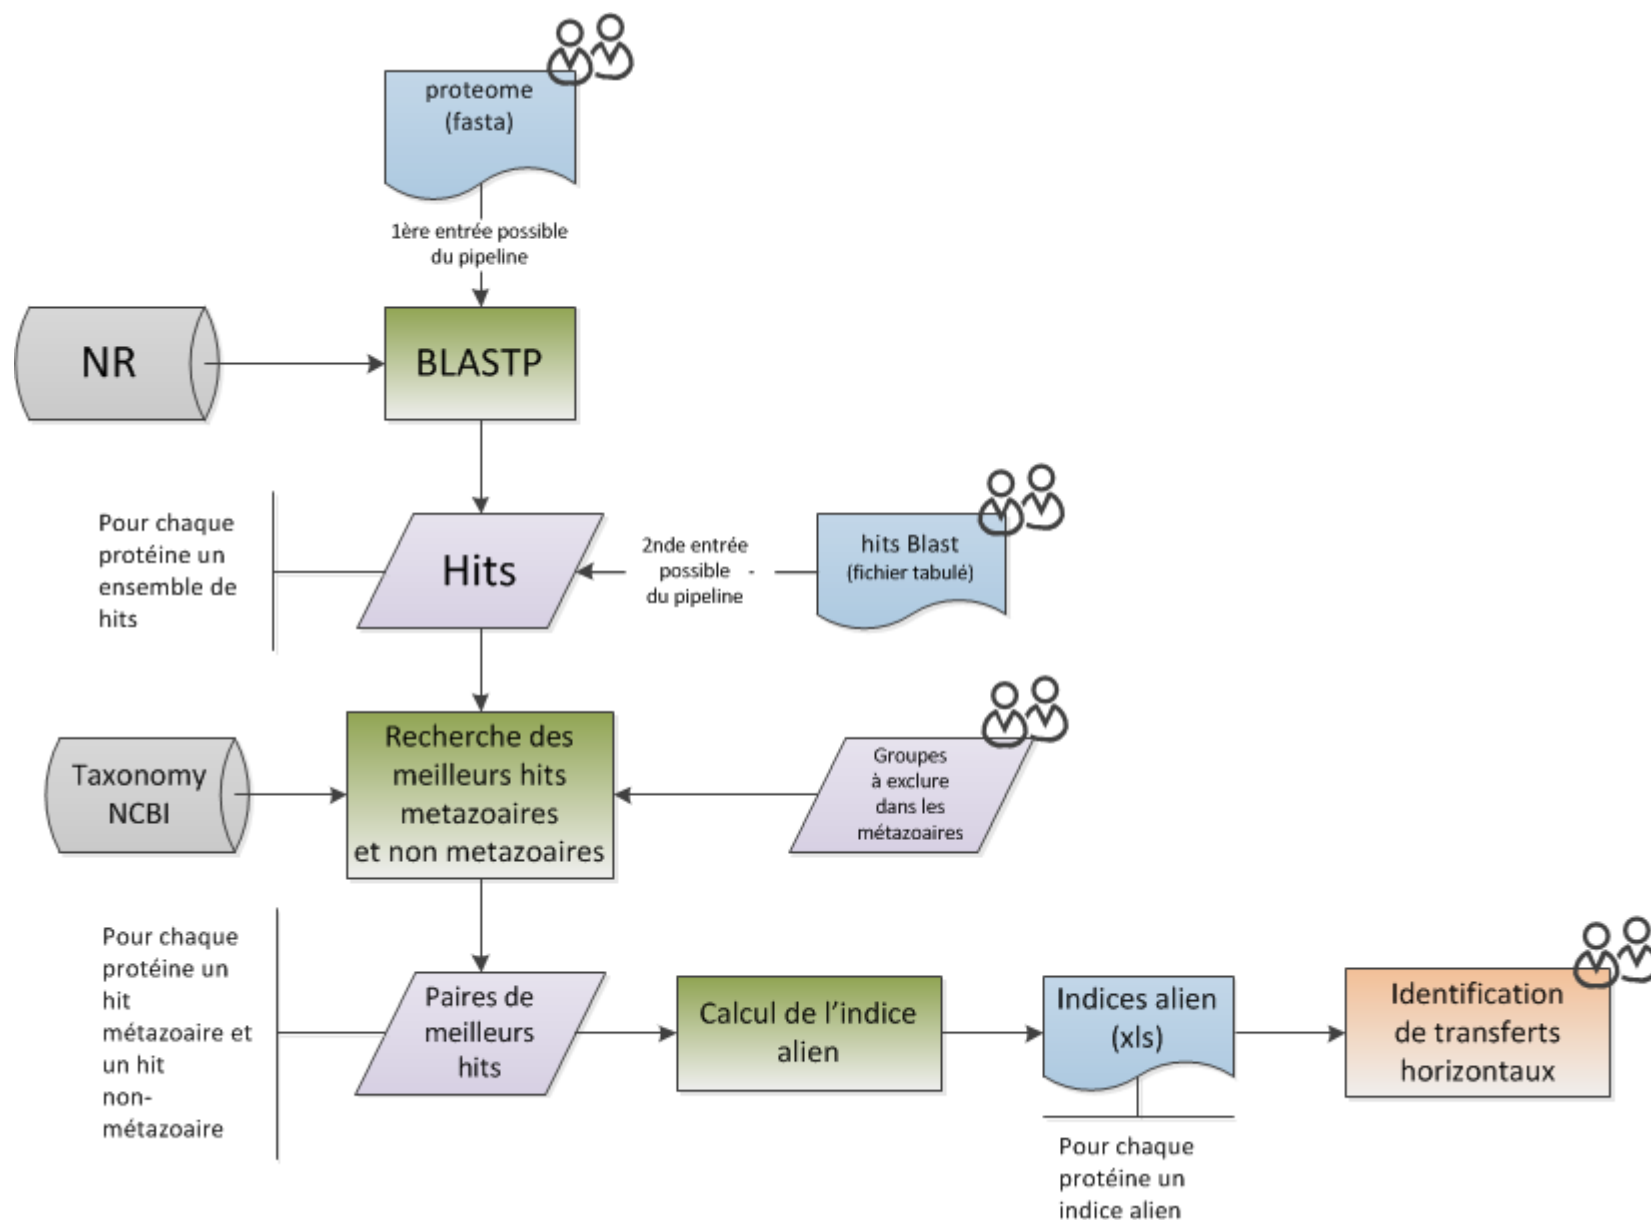 proteome
(fasta)
1ère entrée possible
du pipeline
NR
BLASTP
Pour chaque
protéine un
ensemble de
hits
Hits
2nde entrée
possible -
du pipeline
hits Blast
(fichier tabulé)
Taxonomy
NCBI
Recherche des
meilleurs hits
metazoaires
et non metazoaires
Groupes
à exclure
dans les
métazoaires
Pour chaque
protéine un
hit
métazoaire et
un hit
non-
métazoaire
Paires de
meilleurs
hits
Calcul de l'indice
alien
Indices alien
(xls)
Identification
de transferts
horizontaux
Pour chaque
protéine un
indice alien